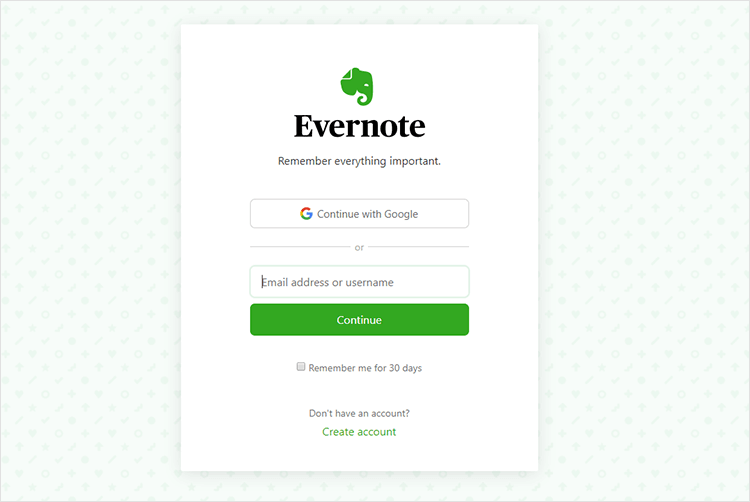 Evernote
Remember everything important.
Continue with Google
or
Email address or username
Continue
Remember me for 30 days
Don't have an account?
Create account